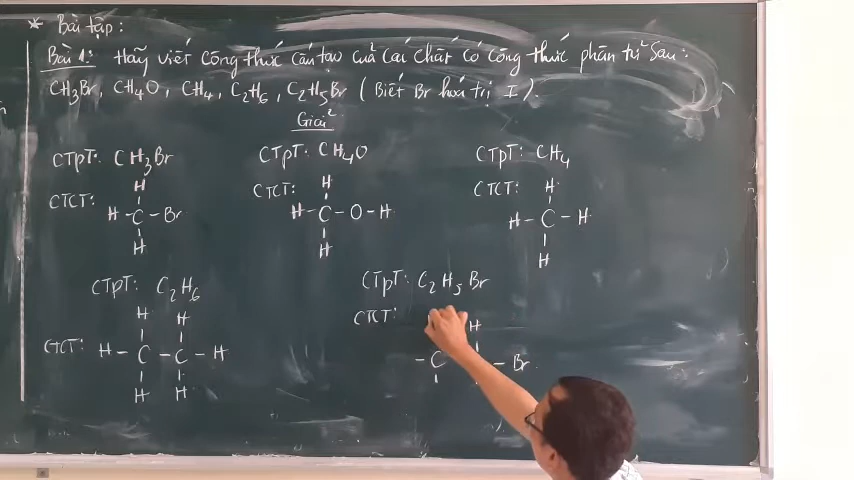 * Bài tập:
Bài 1: Hãy viết công thức cấu tạo của các chất có công thức phân tử sau:
CH3Br, CH4O, CH4, C2H6, C2H5Br (Biết Br hoá trị I).
Giải
CTPT: CH3Br
CTCT:
H
H - C - Br
H
CTPT: CH4O
CTCT:
H
H - C - O - H
H
CTPT: CH4
CTCT:
H
H - C - H
H
CTPT: C2H6
CTCT:
H H
H - C - C - H
H H
CTPT: C2H5Br
CTCT:
H
- C - Br